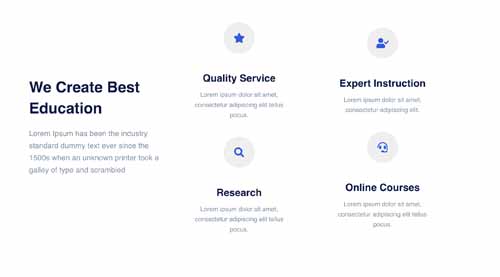 We Create Best
Education
Lorem Ipsum has been the incustry
standard dummy text ever since the
1500s when an unknown printer took a
galley of type and scrambled
Quality Service
Lorem ipsum dolor sit amet,
consectetur adipiscing elit tellus
pocus.
Expert Instruction
Lorem ipsum dolor sit amet,
consectetur adipiscing elit.
Research
Lorem ipsum dolor sit amet,
consectetur adipiscing elit tellus
pocus.
Online Courses
Lorem ipsum dolor sit amet,
consectetur adipiscing elit tellus
pocus.